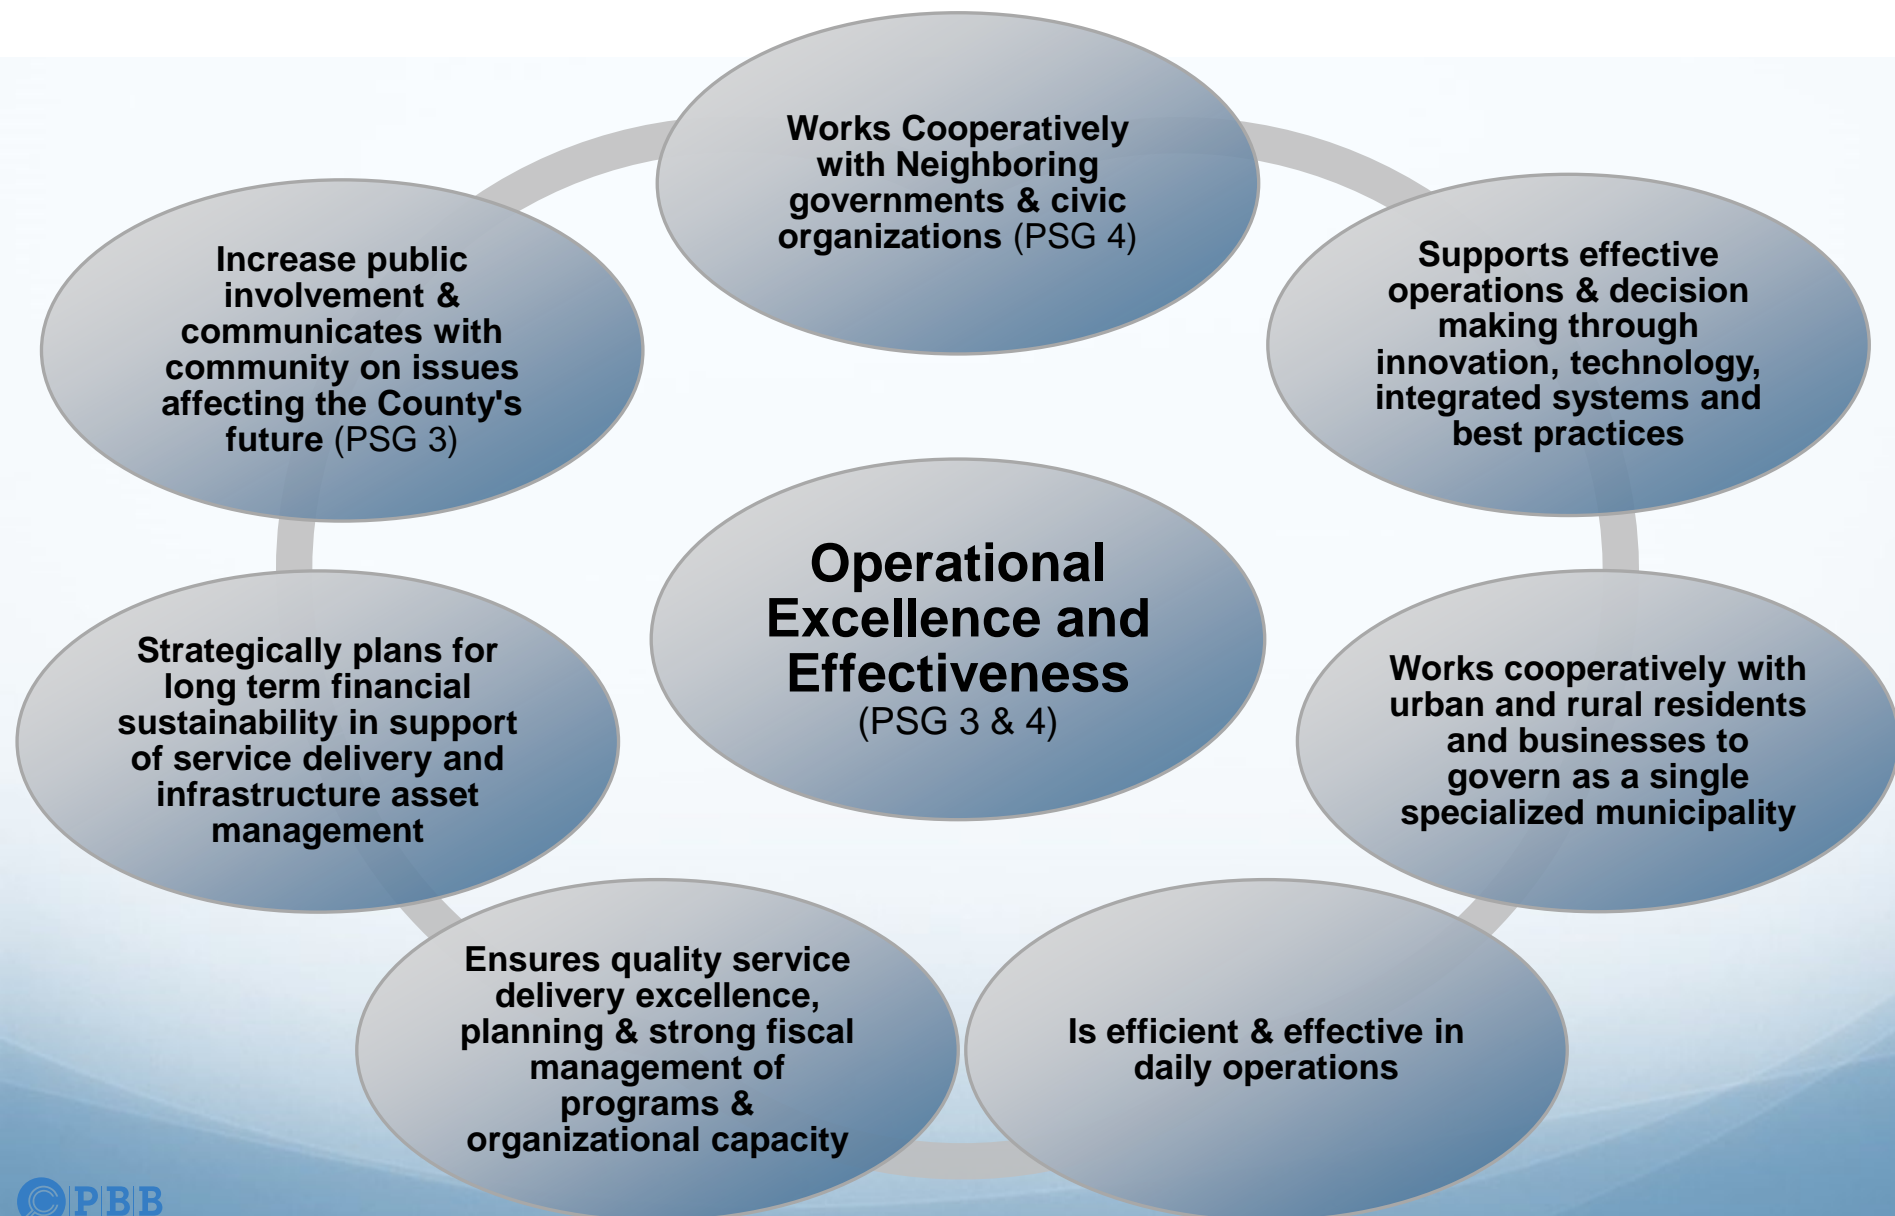 Works Cooperatively
with Neighboring
governments & civic
organizations (PSG 4)
Supports effective
operations & decision
making through
innovation, technology,
integrated systems and
best practices
Works cooperatively with
urban and rural residents
and businesses to
govern as a single
specialized municipality
Is efficient & effective in
daily operations
Ensures quality service
delivery excellence,
planning & strong fiscal
management of
programs &
organizational capacity
Strategically plans for
long term financial
sustainability in support
of service delivery and
infrastructure asset
management
Increase public
involvement &
communicates with
community on issues
affecting the County's
future (PSG 3)
Operational
Excellence and
Effectiveness
(PSG 3 & 4)
C|P|B|B